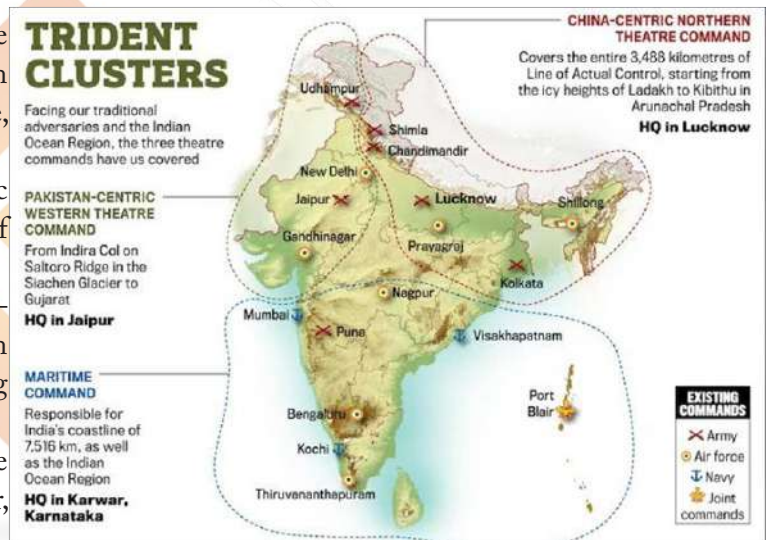 TRIDENT
CLUSTERS
Facing our traditional
adversaries and the Indian
Ocean Region, the three theatre
commands have us covered
PAKISTAN-CENTRIC
WESTERN THEATRE
COMMAND
From Indira Col on
Saltoro Ridge in the
Siachen Glacier to
Gujarat
HQ in Jaipur
MARITIME
COMMAND
Responsible for
India's coastline of
7,516 km, as well
as the Indian
Ocean Region
HQ in Karwar,
Karnataka
CHINA-CENTRIC NORTHERN
THEATRE COMMAND
Covers the entire 3,488 kilometres of
Line of Actual Control, starting from
the icy heights of Ladakh to Kibithu in
Arunachal Pradesh
HQ in Lucknow
Udhampur
Shimla
Chandimandir
New Delhi
Jaipur
Lucknow
Shillong
Gandhinagar
Prayagraj
Kolkata
Nagpur
Mumbai
Pune
Visakhapatnam
Port
Blair
Bengaluru
Kochi
Thiruvananthapuram
EXISTING
COMMANDS
Army
Air force
Navy
Joint
commands